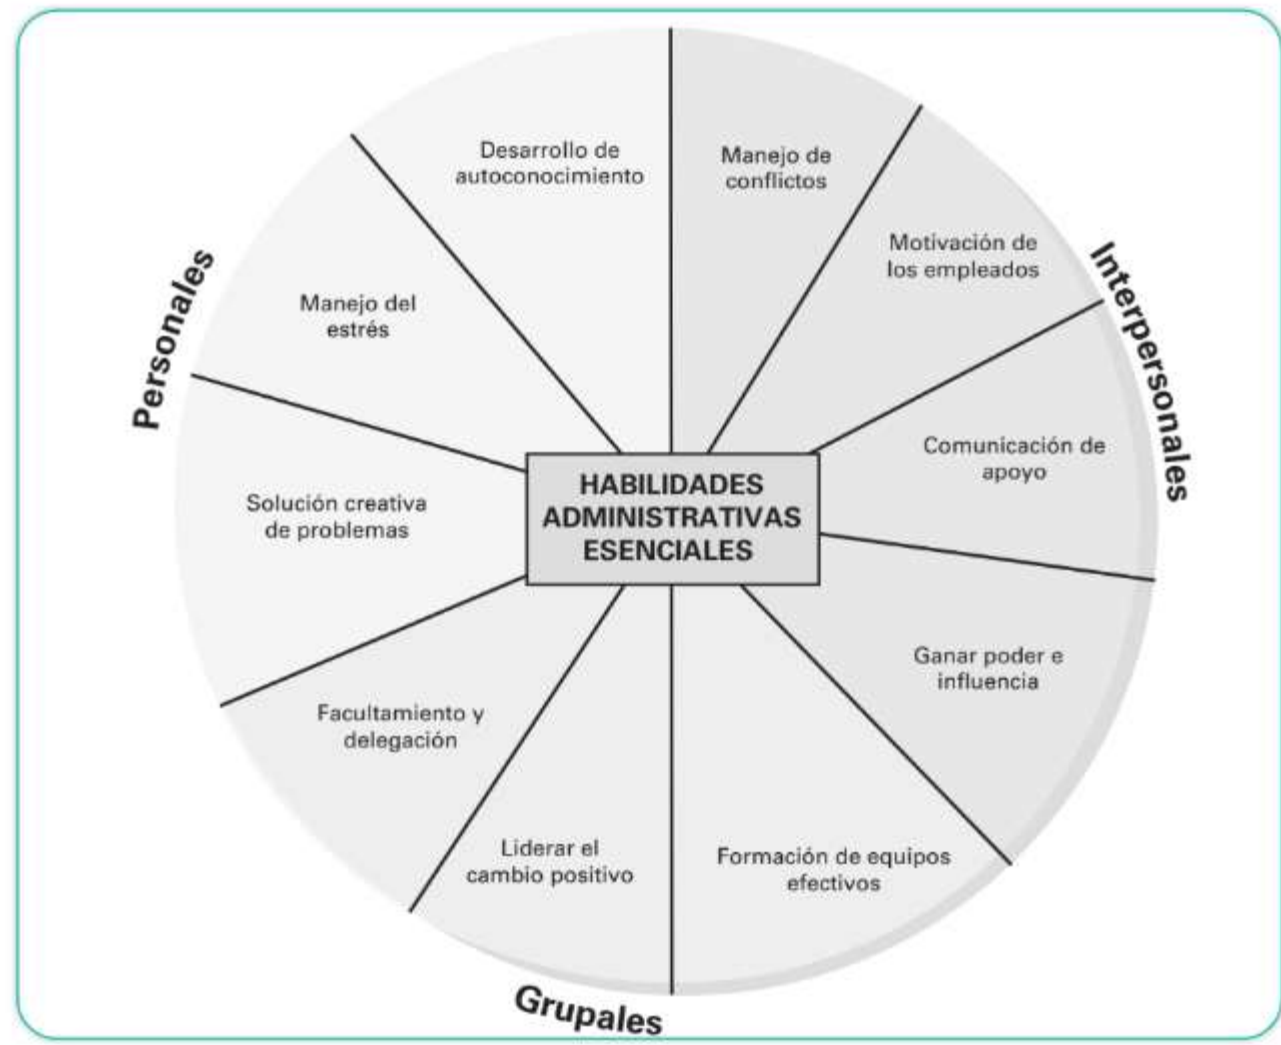 Desarrollo de
autoconocimiento
Manejo de
conflictos
Motivación de
los empleados
Interpersonales
Comunicación de
apoyo
Ganar poder e
influencia
Formación de equipos
efectivos
Grupales
Liderar el
cambio positivo
Facultamiento y
delegación
Solución creativa
de problemas
Personales
Manejo del
estrés
HABILIDADES
ADMINISTRATIVAS
ESENCIALES